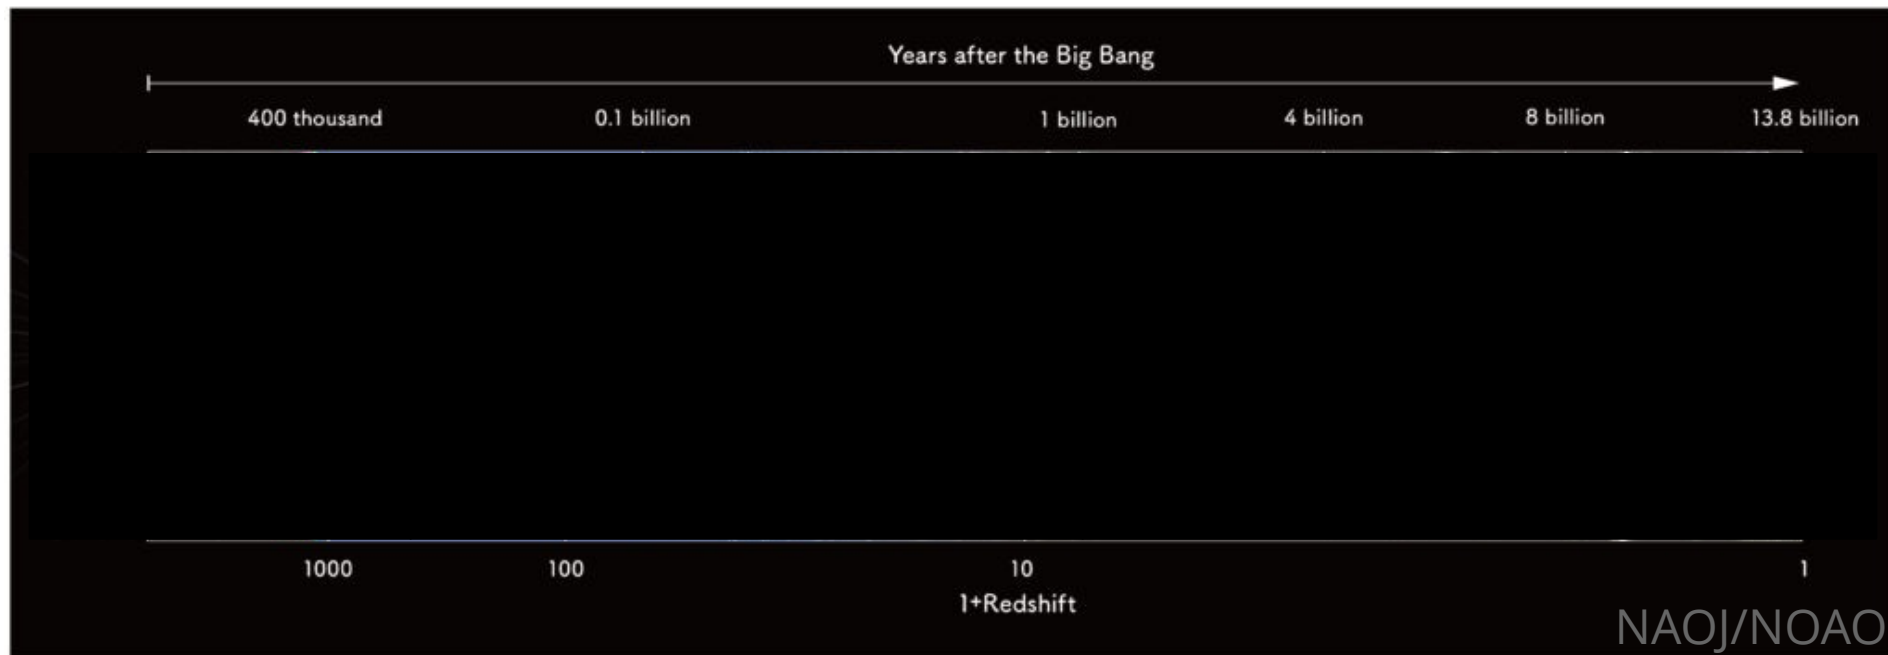 Years after the Big Bang
400 thousand 0.1 billion 1 billion 4 billion 8 billion 13.8 billion
1000 100 10 1
1+Redshift
NAOJ/NOAO